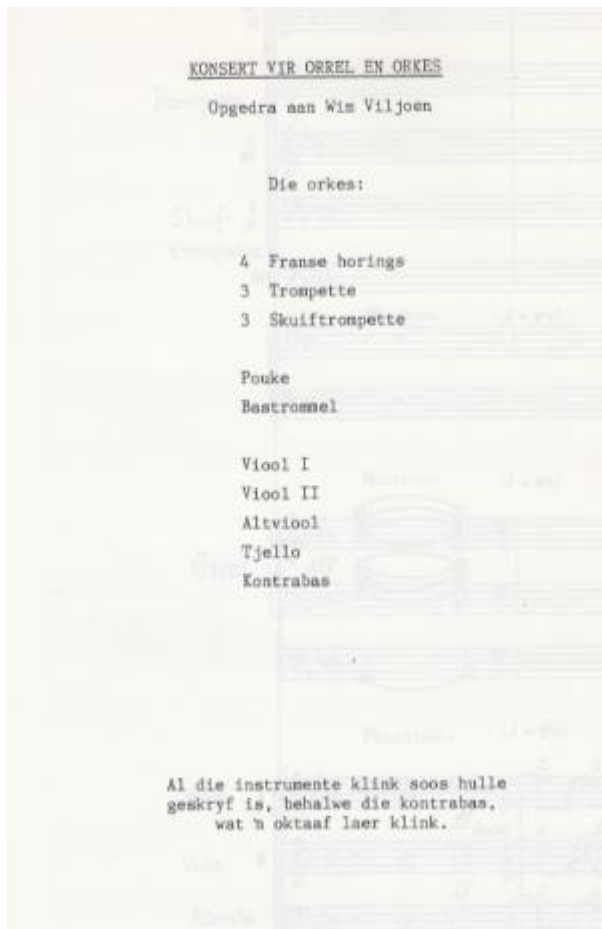 KONSERT VIR ORREL EN ORKES
Opgedra aan Wim Viljoen
Die orkes:
4 Franse horings
3 Trompette
3 Skuiftrompette
Pouke
Bastrommel
Viool I
Viool II
Altviool
Tjello
Kontrabas
Al die instrumente klink soos hulle
geskryf is, behalwe die kontrabas,
wat 'n oktaaf laer klink.